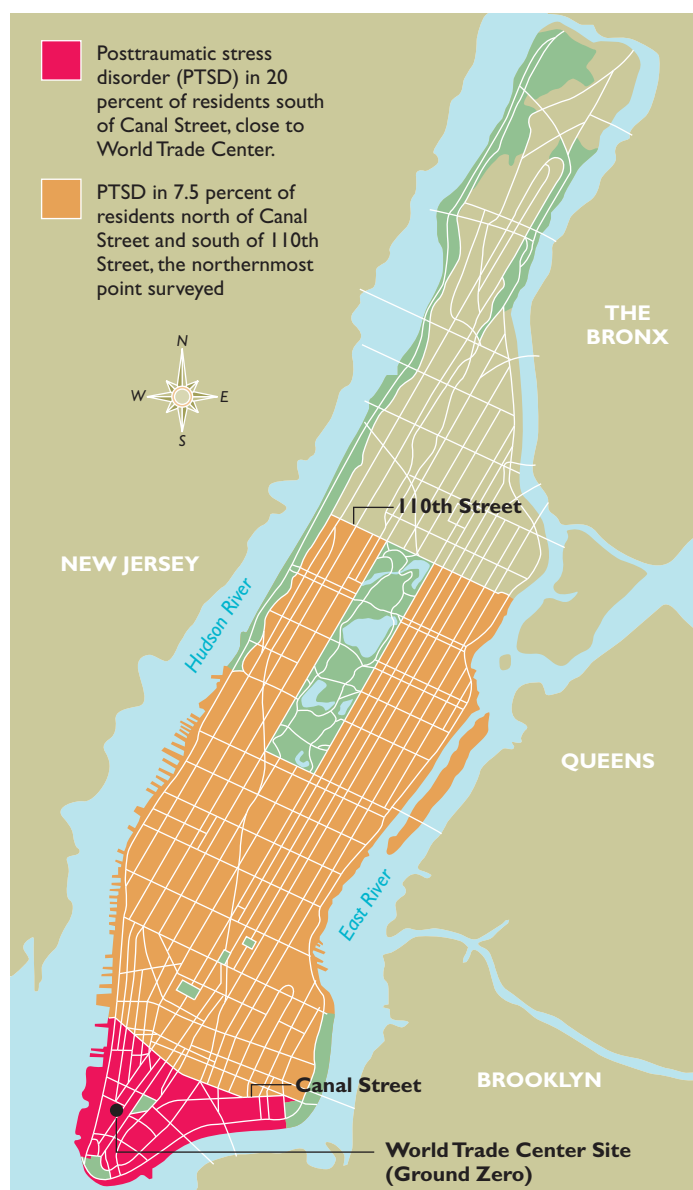 Posttraumatic stress
disorder (PTSD) in 20
percent of residents south
of Canal Street, close to
World Trade Center.
PTSD in 7.5 percent of
residents north of Canal
Street and south of 110th
Street, the northernmost
point surveyed
THE
BRONX
N
W
E
S
110th Street
NEW JERSEY
Hudson River
QUEENS
East River
Canal Street
BROOKLYN
World Trade Center Site
(Ground Zero)